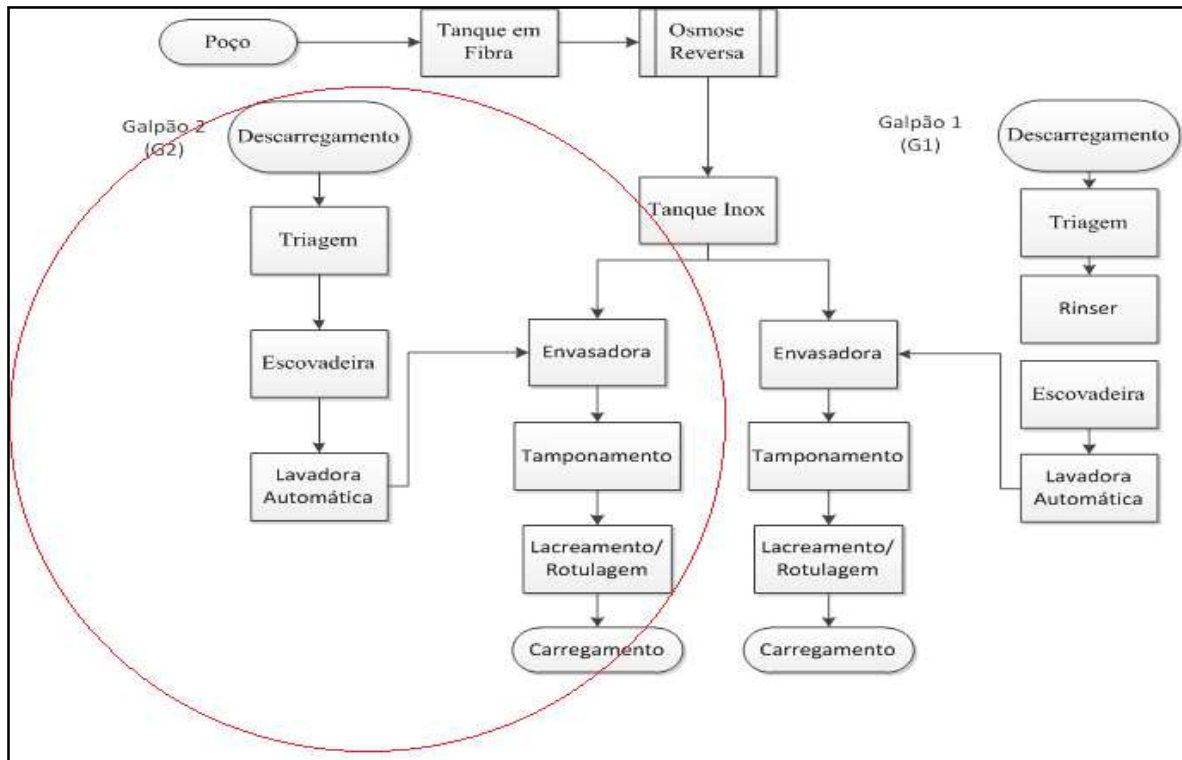 Poço
Tanque em
Fibra
Osmose
Reversa
Galpão 2
(G2)
Descarregamento
Galpão 1
(G1)
Descarregamento
Triagem
Tanque Inox
Triagem
Rinser
Escovadeira
Envasadora
Envasadora
Escovadeira
Lavadora
Automática
Tamponamento
Tamponamento
Lavadora
Automática
Lacreamento/
Rotulagem
Lacreamento/
Rotulagem
Carregamento
Carregamento